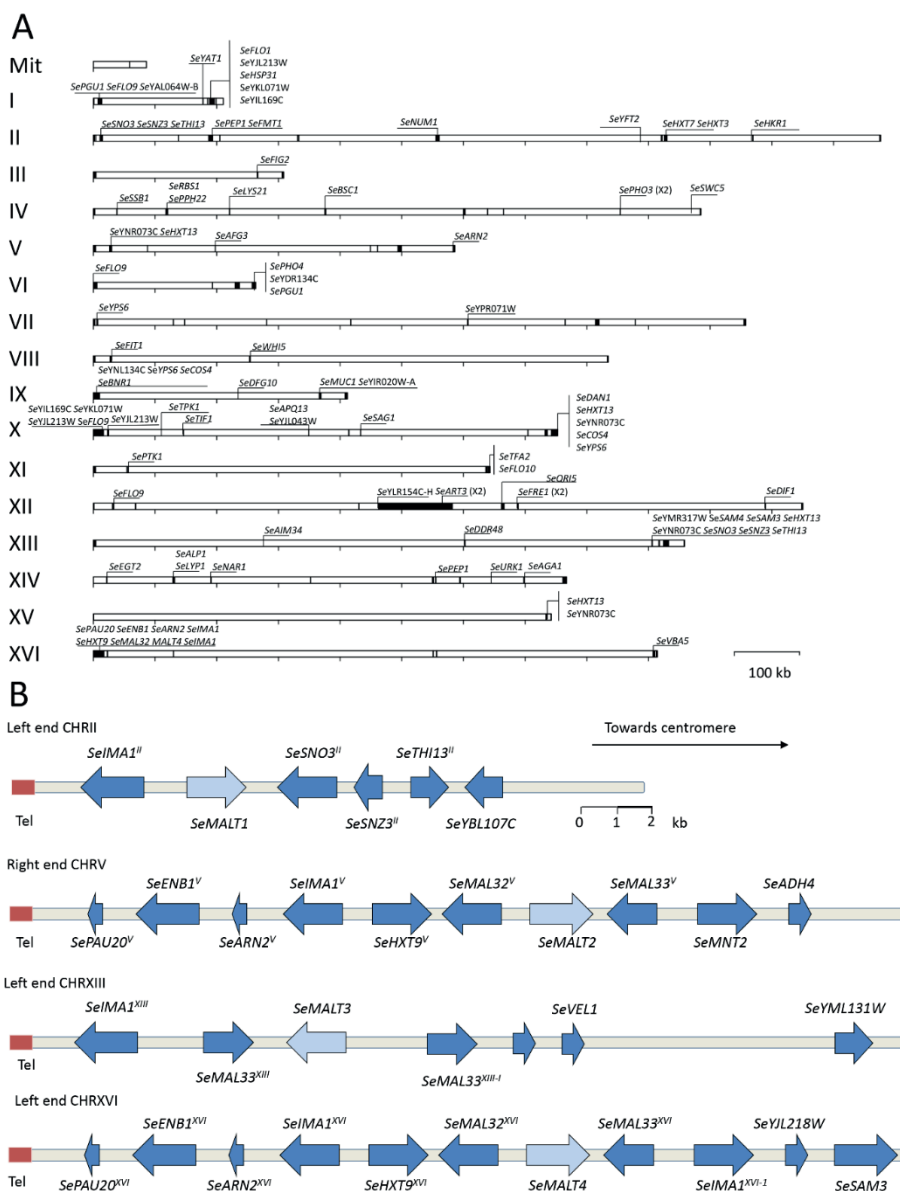 A
Mit
SeYAT1
SeFLO1
SeYJL213W
SeHSP31
SeYKL071W
SeYIL169C
I
SePGU1 SeFLO9 SeYAL064W-B
II
SeSNO3 SeSNZ3 SeTHI13
SePEP1 SeFMT1
SeNUM1
SeYFT2
SeHXT7 SeHXT3
SeHKR1
III
SeFIG2
IV
SeSSB1
SeRBS1
SePPH22
SeLYS21
SeBSC1
SePHO3 (X2)
SeSWC5
V
SeYNR073C SeHXT13
SeAFG3
SeARN2
VI
SeFLO9
SePHO4
SeYDR134C
SePGU1
VII
SeYPS6
SeYPR071W
VIII
SeFIT1
SeWHI5
SeYNL134C SeYPS6 SeCOS4
IX
SeBNR1
SeDFG10
SeMUC1 SeYIR020W-A
X
SeYIL169C SeYKL071W
SeYJL213W SeFLO9
SeYJL213W
SeTPK1
SeTIF1
SeAPQ13
SeYJL043W
SeSAG1
SeDAN1
SeHXT13
SeYNR073C
SeCOS4
SeYPS6
XI
SePTK1
SeTFA2
SeFLO10
XII
SeFLO9
SeYLR154C-H
SeART3 (X2)
SeQRI5
SeFRE1 (X2)
SeDIF1
XIII
SeAIM34
SeDDR48
SeYMR317W SeSAM4 SeSAM3 SeHXT13
SeYNR073C SeSNO3 SeSNZ3 SeTHI13
XIV
SeEGT2
SeALP1
SeLYP1
SeNAR1
SePEP1
SeURK1
SeAGA1
XV
SeHXT13
SeYNR073C
XVI
SePAU20 SeENB1 SeARN2 SeIMA1
SeHXT9 SeMAL32 MALT4 SeIMA1
SeVBA5
100 kb
B
Left end CHRII
Towards centromere
SeIMA1II
SeSNO3II
SeTHI13II
Tel
SeMALT1
SeSNZ3II
SeYBL107C
0 1 2 kb
Right end CHRV
SeENB1V
SeIMA1V
SeMAL32V
SeMAL33V
SeADH4
Tel
SePAU20V
SeARN2V
SeHXT9V
SeMALT2
SeMNT2
Left end CHRXIII
SeIMA1XIII
SeMALT3
SeVEL1
SeYML131W
Tel
SeMAL33XIII
SeMAL33XIII-I
Left end CHRXVI
SeENB1XVI
SeIMA1XVI
SeMAL32XVI
SeMAL33XVI
SeYJL218W
Tel
SePAU20XVI
SeARN2XVI
SeHXT9XVI
SeMALT4
SeIMA1XVI-1
SeSAM3